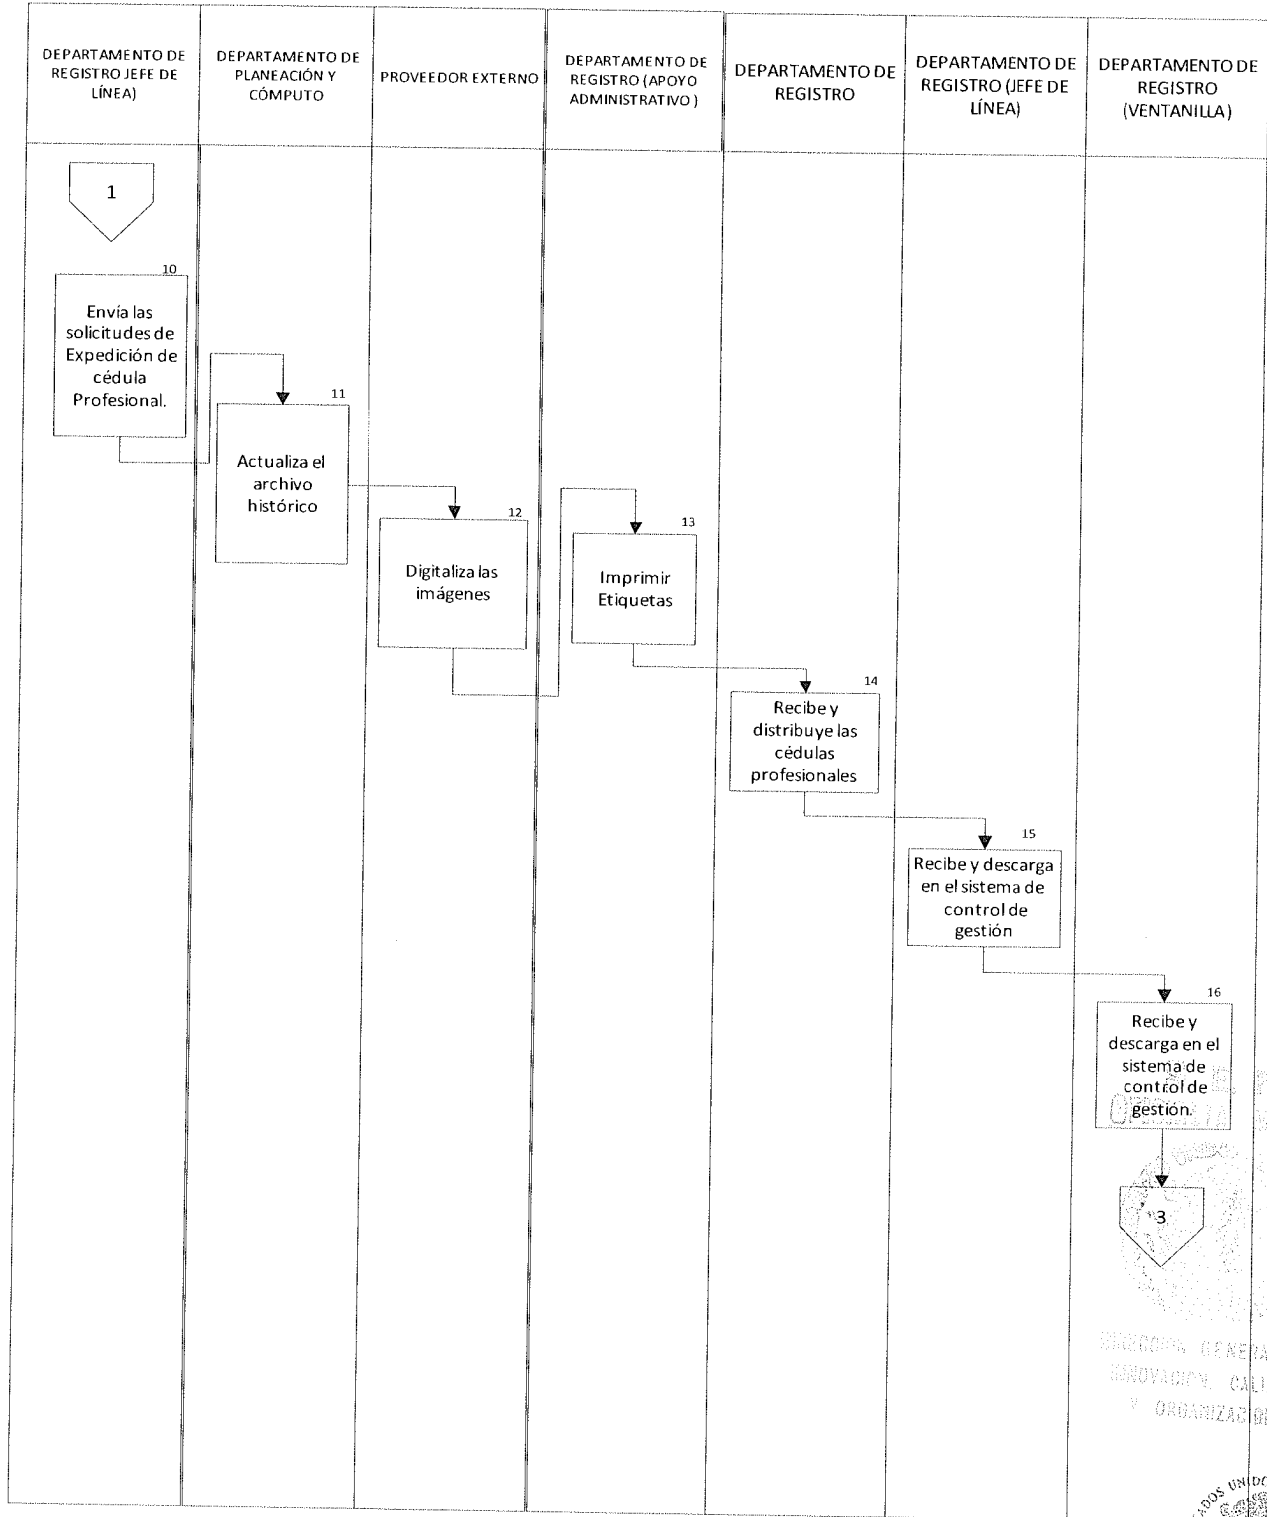 DEPARTAMENTO DE
REGISTRO JEFE DE
LÍNEA)
DEPARTAMENTO DE
PLANEACIÓN Y
CÓMPUTO
PROVEEDOR EXTERNO
DEPARTAMENTO DE
REGISTRO (APOYO
ADMINISTRATIVO )
DEPARTAMENTO DE
REGISTRO
DEPARTAMENTO DE
REGISTRO (JEFE DE
LÍNEA)
DEPARTAMENTO DE
REGISTRO
(VENTANILLA)
1
10
Envía las
solicitudes de
Expedición de
cédula
Profesional.
11
Actualiza el
archivo
histórico
12
Digitaliza las
imágenes
13
Imprimir
Etiquetas
14
Recibe y
distribuye las
cédulas
profesionales
15
Recibe y descarga
en el sistema de
control de
gestión
16
Recibe y
descarga en el
sistema de
control de
gestión.
3
Y ORGANIZACI